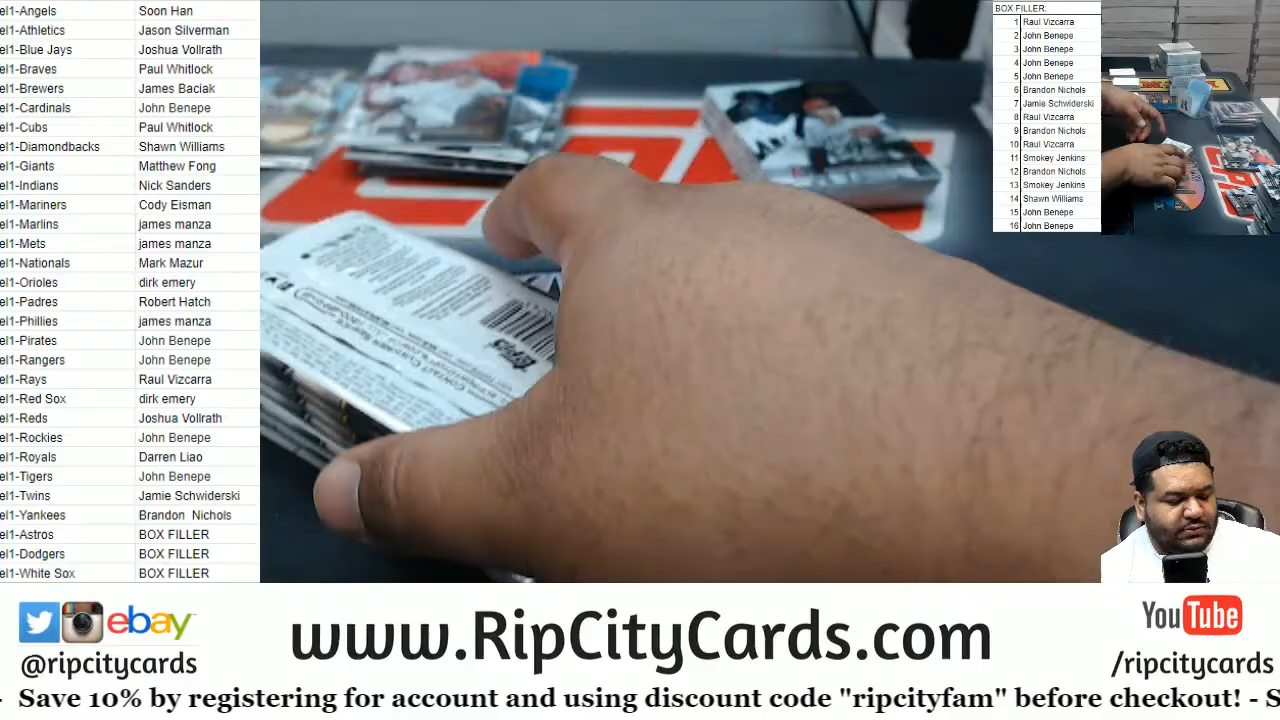 el1-Angels Soon Han
el1-Athletics Jason Silverman
el1-Blue Jays Joshua Vollrath
el1-Braves Paul Whitlock
el1-Brewers James Baciak
el1-Cardinals John Benepe
el1-Cubs Paul Whitlock
el1-Diamondbacks Shawn Williams
el1-Giants Matthew Fong
el1-Indians Nick Sanders
el1-Mariners Cody Eisman
el1-Marlins james manza
el1-Mets james manza
el1-Nationals Mark Mazur
el1-Orioles dirk emery
el1-Padres Robert Hatch
el1-Phillies james manza
el1-Pirates John Benepe
el1-Rangers John Benepe
el1-Rays Raul Vizcarra
el1-Red Sox dirk emery
el1-Reds Joshua Vollrath
el1-Rockies John Benepe
el1-Royals Darren Liao
el1-Tigers John Benepe
el1-Twins Jamie Schwiderski
el1-Yankees Brandon Nichols
el1-Astros BOX FILLER
el1-Dodgers BOX FILLER
el1-White Sox BOX FILLER
BOX FILLER:
1 Raul Vizcarra
2 John Benepe
3 John Benepe
4 John Benepe
5 John Benepe
6 Brandon Nichols
7 Jamie Schwiderski
8 Raul Vizcarra
9 Brandon Nichols
10 Raul Vizcarra
11 Smokey Jenkins
12 Brandon Nichols
13 Smokey Jenkins
14 Shawn Williams
15 John Benepe
16 John Benepe
topps
ebay
@ripcitycards
www.RipCityCards.com
YouTube
/ripcitycards
- Save 10% by registering for account and using discount code "ripcityfam" before checkout! - S